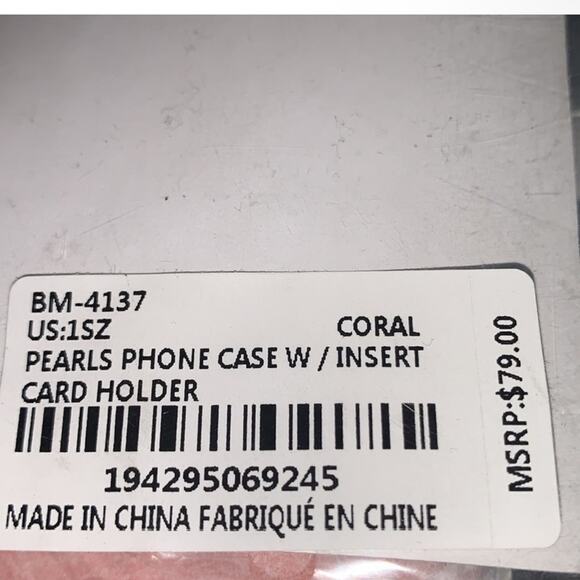 BM-4137
US:1SZ CORAL
PEARLS PHONE CASE W / INSERT
CARD HOLDER
194295069245
MADE IN CHINA FABRIQUÉ EN CHINE
MSRP:$79.00